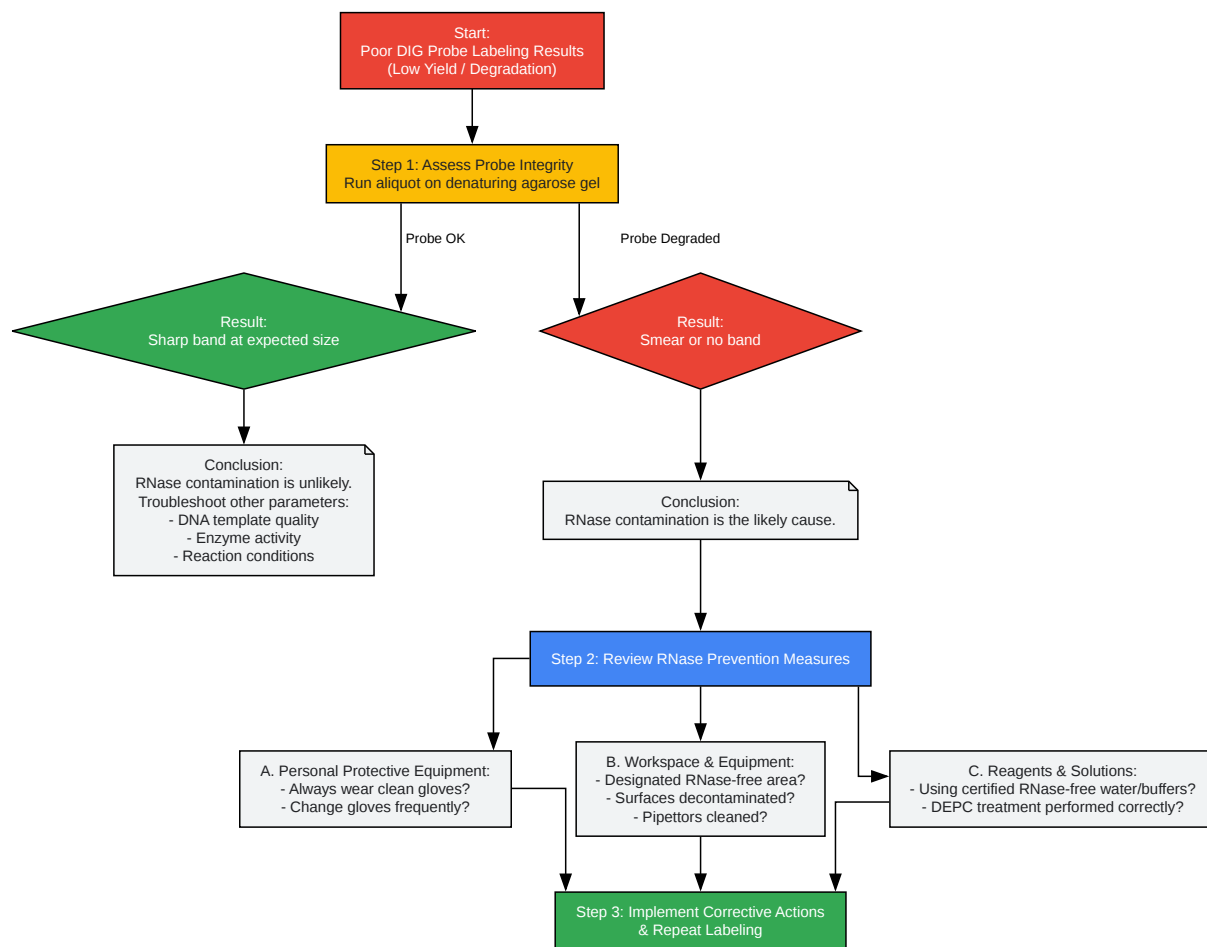 Start:
Poor DIG Probe Labeling Results
(Low Yield / Degradation)
Step 1: Assess Probe Integrity
Run aliquot on denaturing agarose gel
Probe OK
Probe Degraded
Result:
Sharp band at expected size
Result:
Smear or no band
Conclusion:
RNase contamination is unlikely.
Troubleshoot other parameters:
- DNA template quality
- Enzyme activity
- Reaction conditions
Conclusion:
RNase contamination is the likely cause.
Step 2: Review RNase Prevention Measures
A. Personal Protective Equipment:
- Always wear clean gloves?
- Change gloves frequently?
B. Workspace & Equipment:
- Designated RNase-free area?
- Surfaces decontaminated?
- Pipettors cleaned?
C. Reagents & Solutions:
- Using certified RNase-free water/buffers?
- DEPC treatment performed correctly?
Step 3: Implement Corrective Actions
& Repeat Labeling